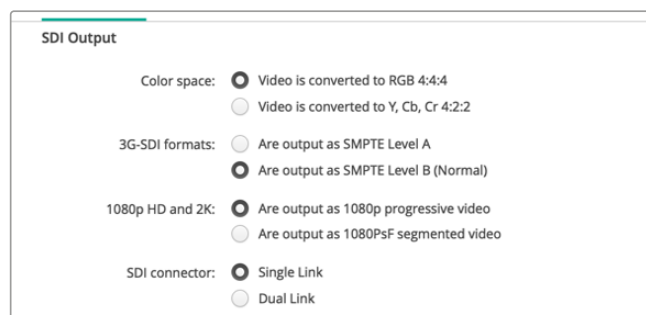 SDI Output
Color space: Video is converted to RGB 4:4:4
Video is converted to Y, Cb, Cr 4:2:2
3G-SDI formats: Are output as SMPTE Level A
Are output as SMPTE Level B (Normal)
1080p HD and 2K: Are output as 1080p progressive video
Are output as 1080PsF segmented video
SDI connector: Single Link
Dual Link